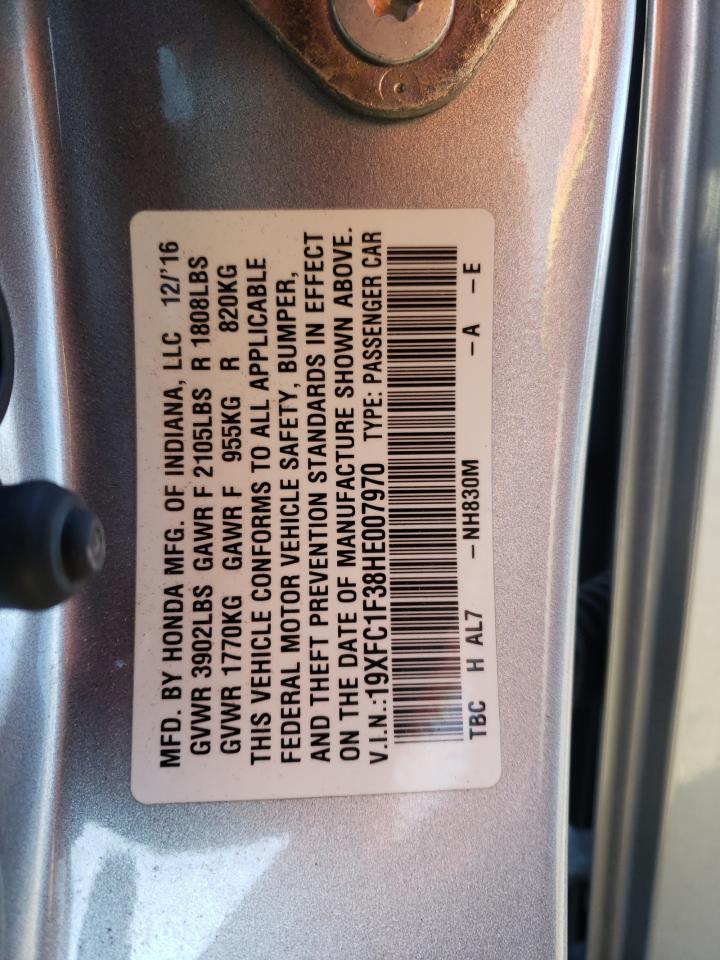 MFD. BY HONDA MFG. OF INDIANA, LLC 12/'16
GVWR 3902LBS GAWR F 2105LBS R 1808LBS
GVWR 1770KG GAWR F 955KG R 820KG
THIS VEHICLE CONFORMS TO ALL APPLICABLE
FEDERAL MOTOR VEHICLE SAFETY, BUMPER,
AND THEFT PREVENTION STANDARDS IN EFFECT
ON THE DATE OF MANUFACTURE SHOWN ABOVE.
V.I.N.:19XFC1F38HE007970 TYPE: PASSENGER CAR
TBC H AL7 -NH830M -A -E